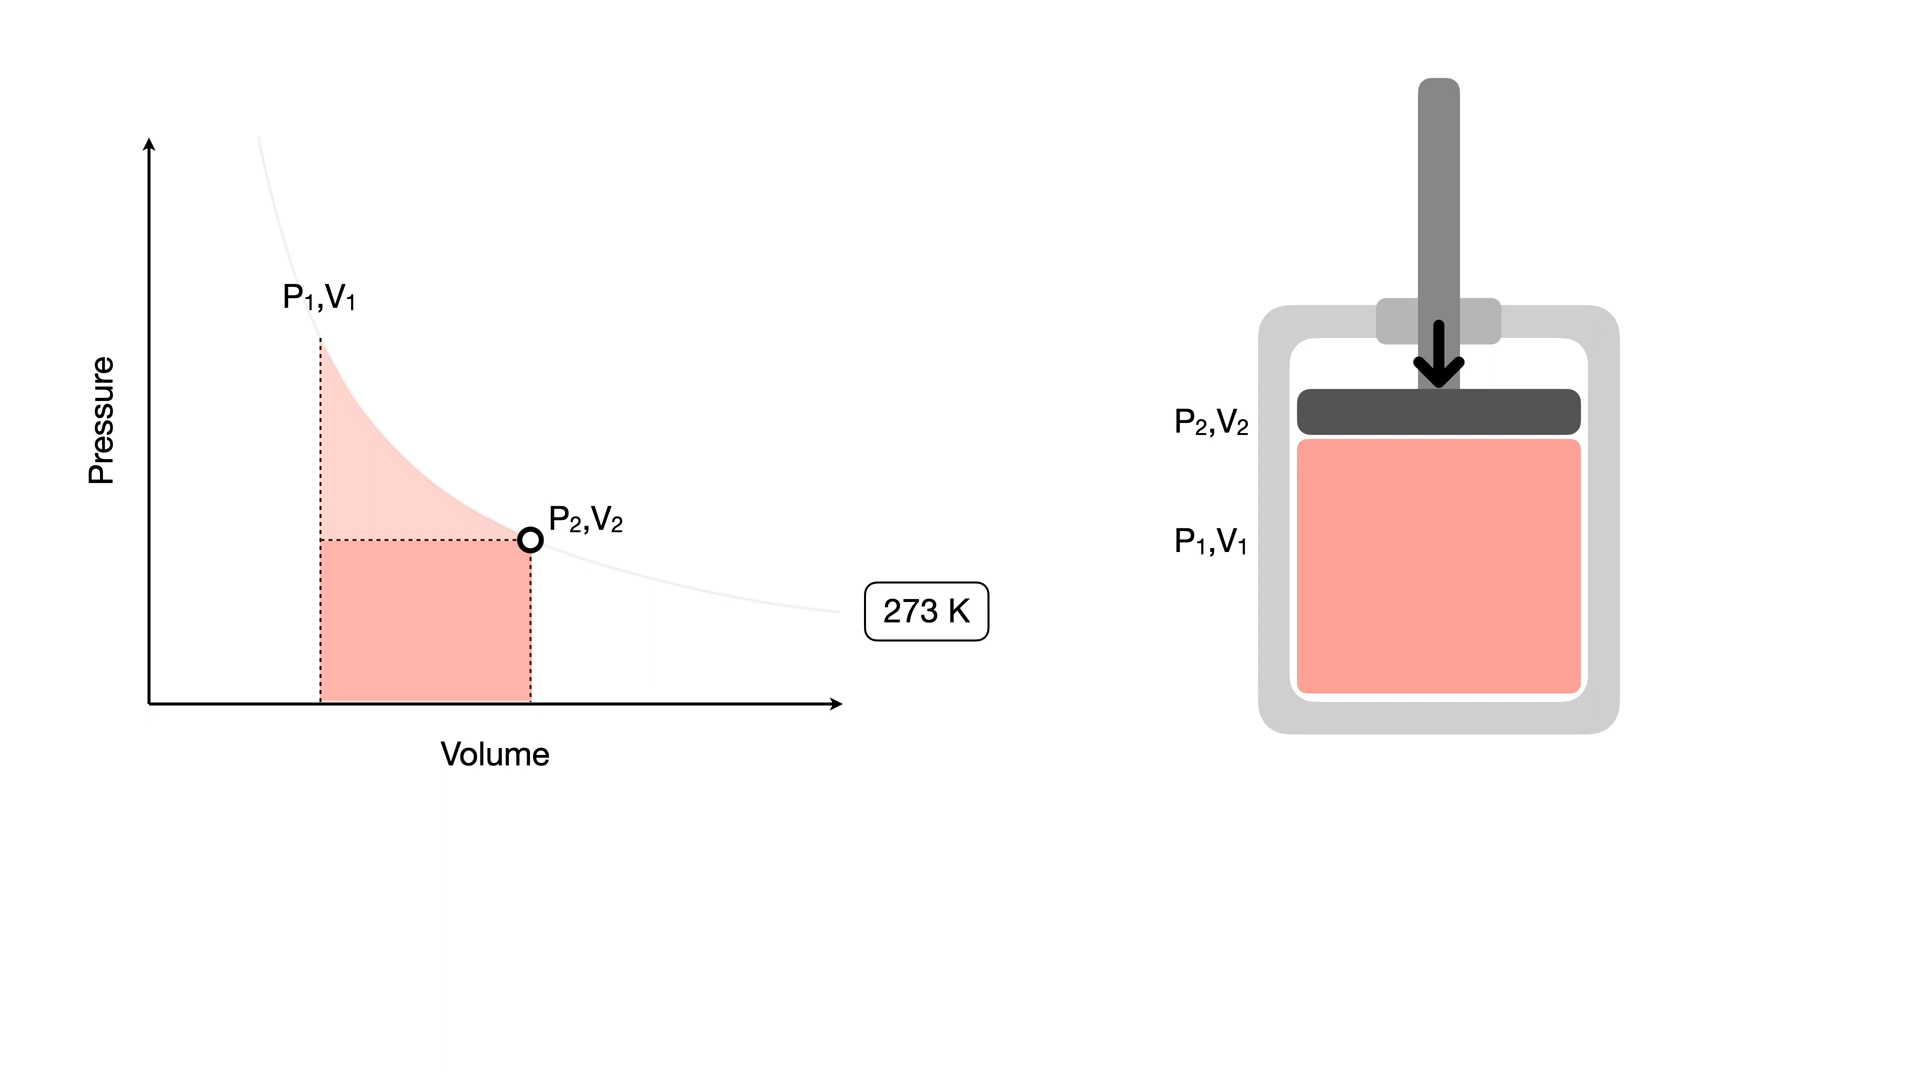 P₁,V₁
Pressure
P₂,V₂
273 K
Volume
P₂,V₂
P₁,V₁